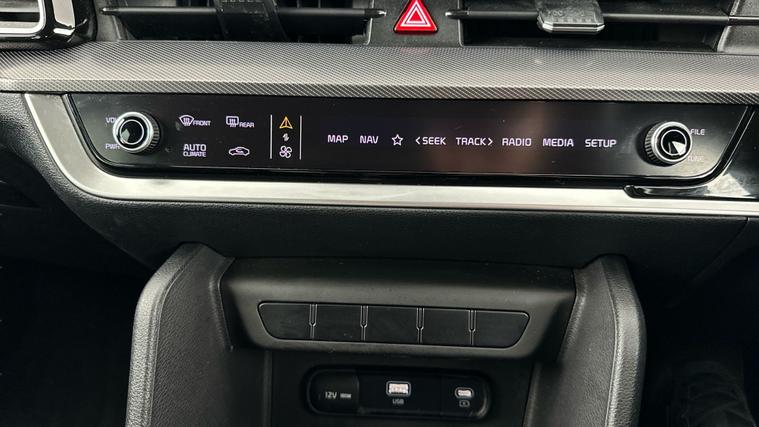 VOL
FRONT
REAR
PWR
AUTO
CLIMATE
MAP NAV < SEEK TRACK > RADIO MEDIA SETUP
FILE
TUNE
12V
USB